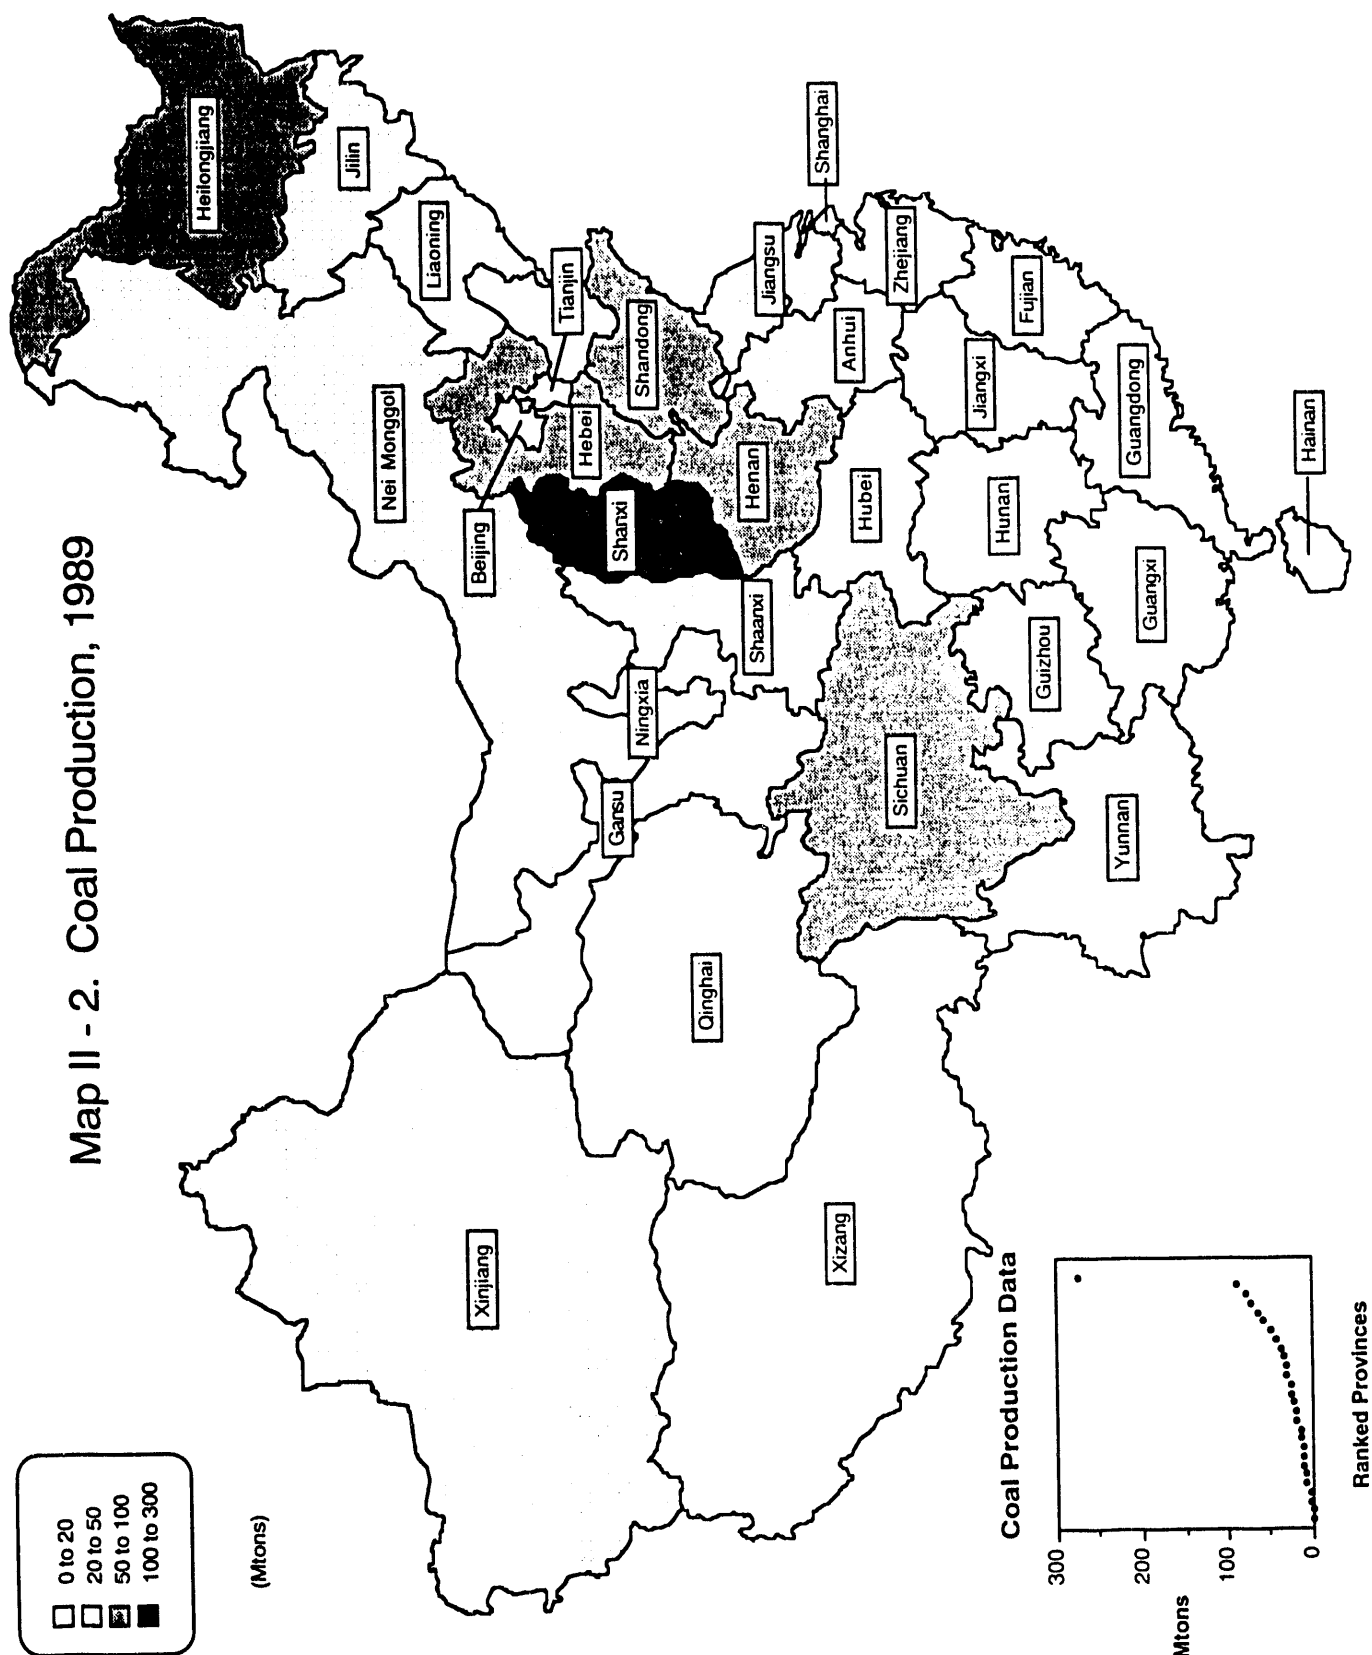 Map II - 2. Coal Production, 1989
0 to 20
20 to 50
50 to 100
100 to 300
(Mtons)
Heilongjiang
Jilin
Liaoning
Nei Monggol
Beijing
Tianjin
Hebei
Shandong
Shanxi
Henan
Shaanxi
Ningxia
Gansu
Qinghai
Xinjiang
Xizang
Sichuan
Hubei
Anhui
Jiangsu
Shanghai
Zhejiang
Jiangxi
Fujian
Hunan
Guizhou
Yunnan
Guangxi
Guangdong
Hainan
Coal Production Data
300
200
100
0
Mtons
Ranked Provinces